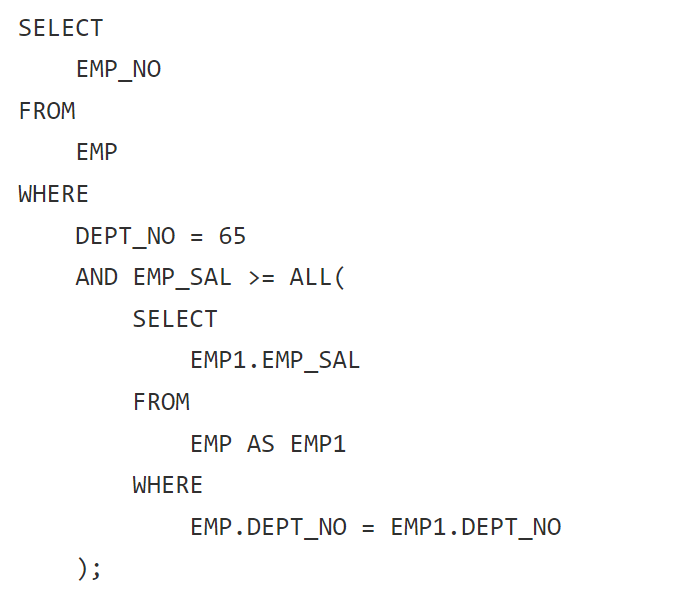 SELECT
    EMP_NO
FROM
    EMP
WHERE
    DEPT_NO = 65
    AND EMP_SAL >= ALL(
        SELECT
            EMP1.EMP_SAL
        FROM
            EMP AS EMP1
        WHERE
            EMP.DEPT_NO = EMP1.DEPT_NO
    );